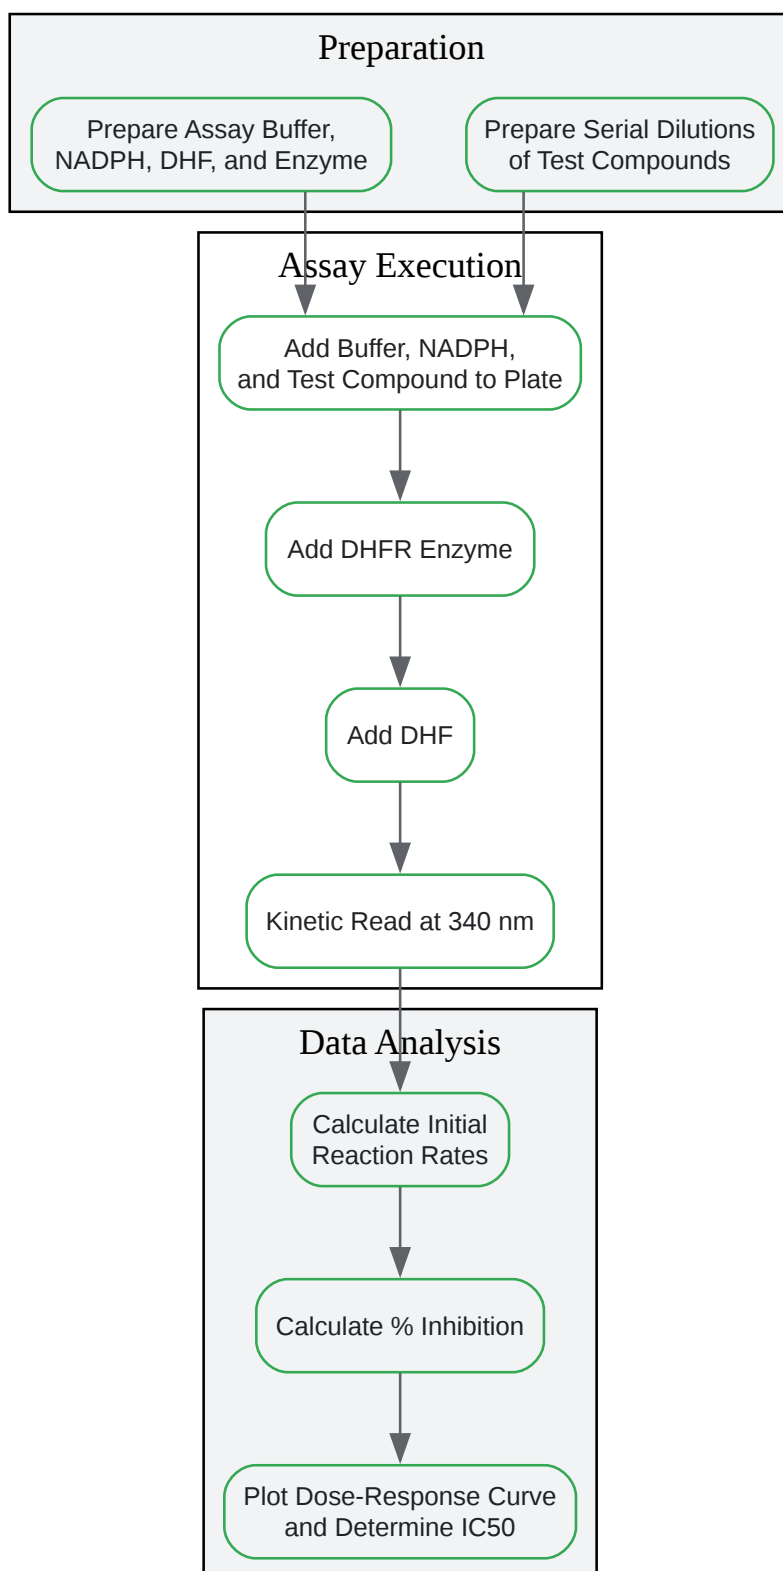 Preparation
Prepare Assay Buffer,
NADPH, DHF, and Enzyme
Prepare Serial Dilutions
of Test Compounds
Assay Execution
Add Buffer, NADPH,
and Test Compound to Plate
Add DHFR Enzyme
Add DHF
Kinetic Read at 340 nm
Data Analysis
Calculate Initial
Reaction Rates
Calculate % Inhibition
Plot Dose-Response Curve
and Determine IC50